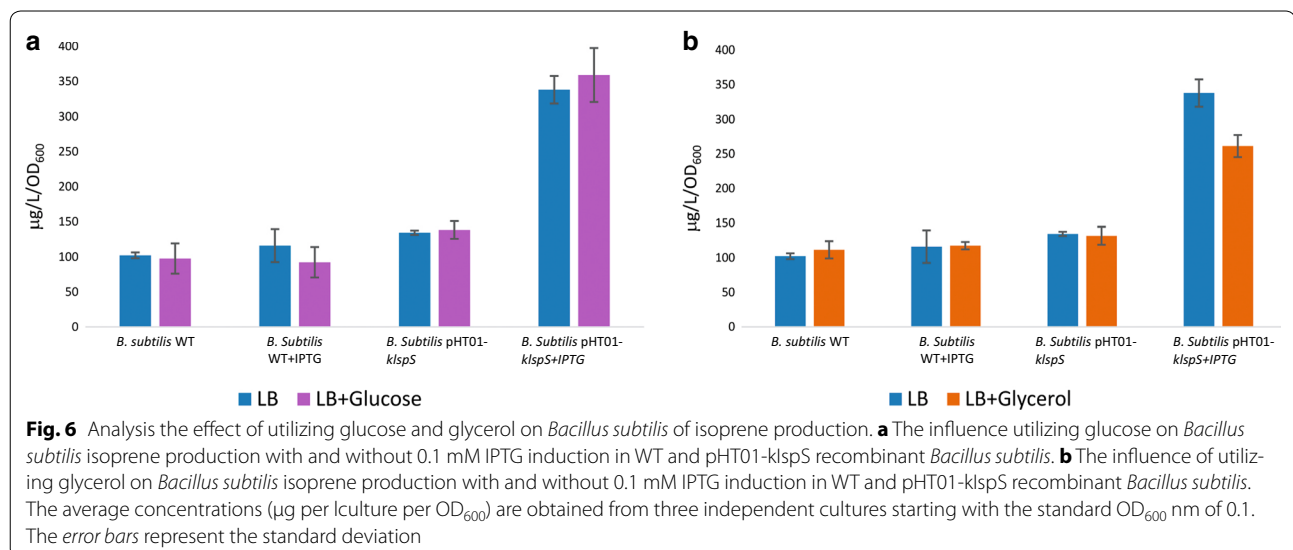 a
400
350
300
250
200
150
100
50
0
µg/L/OD600
B. subtilis WT
B. Subtilis
WT+IPTG
B. Subtilis pHT01-
klspS
B. Subtilis pHT01-
klspS+IPTG
LB LB+Glucose
b
400
350
300
250
200
150
100
50
0
µg/L/OD600
B. subtilis WT
B. Subtilis
WT+IPTG
B. Subtilis pHT01-
klspS
B. Subtilis pHT01-
klspS+IPTG
LB LB+Glycerol
Fig. 6 Analysis the effect of utilizing glucose and glycerol on Bacillus subtilis of isoprene production. a The influence utilizing glucose on Bacillus
subtilis isoprene production with and without 0.1 mM IPTG induction in WT and pHT01-klspS recombinant Bacillus subtilis. b The influence of utiliz-
ing glycerol on Bacillus subtilis isoprene production with and without 0.1 mM IPTG induction in WT and pHT01-klspS recombinant Bacillus subtilis.
The average concentrations (µg per lculture per OD600) are obtained from three independent cultures starting with the standard OD600 nm of 0.1.
The error bars represent the standard deviation